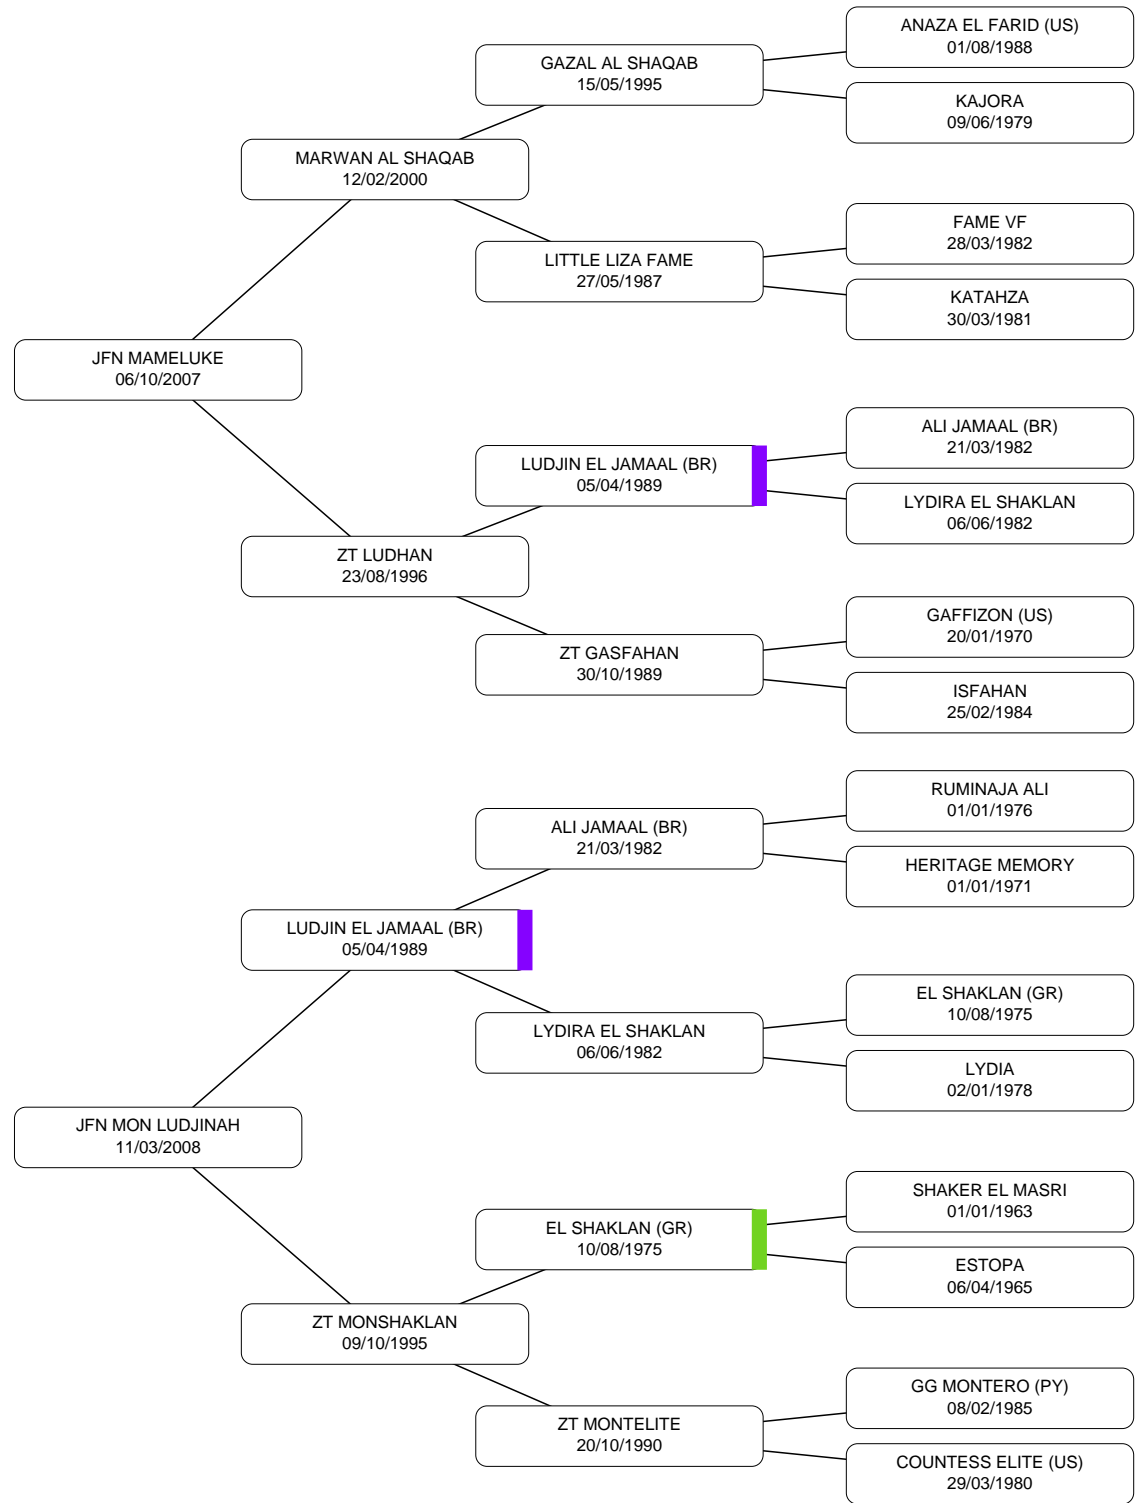 ANAZA EL FARID (US)
01/08/1988
GAZAL AL SHAQAB
15/05/1995
KAJORA
09/06/1979
MARWAN AL SHAQAB
12/02/2000
FAME VF
28/03/1982
LITTLE LIZA FAME
27/05/1987
KATAHZA
30/03/1981
JFN MAMELUKE
06/10/2007
ALI JAMAAL (BR)
21/03/1982
LUDJIN EL JAMAAL (BR)
05/04/1989
LYDIRA EL SHAKLAN
06/06/1982
ZT LUDHAN
23/08/1996
GAFFIZON (US)
20/01/1970
ZT GASFAHAN
30/10/1989
ISFAHAN
25/02/1984
RUMINAJA ALI
01/01/1976
ALI JAMAAL (BR)
21/03/1982
HERITAGE MEMORY
01/01/1971
LUDJIN EL JAMAAL (BR)
05/04/1989
EL SHAKLAN (GR)
10/08/1975
LYDIRA EL SHAKLAN
06/06/1982
LYDIA
02/01/1978
JFN MON LUDJINAH
11/03/2008
SHAKER EL MASRI
01/01/1963
EL SHAKLAN (GR)
10/08/1975
ESTOPA
06/04/1965
ZT MONSHAKLAN
09/10/1995
GG MONTERO (PY)
08/02/1985
ZT MONTELITE
20/10/1990
COUNTESS ELITE (US)
29/03/1980